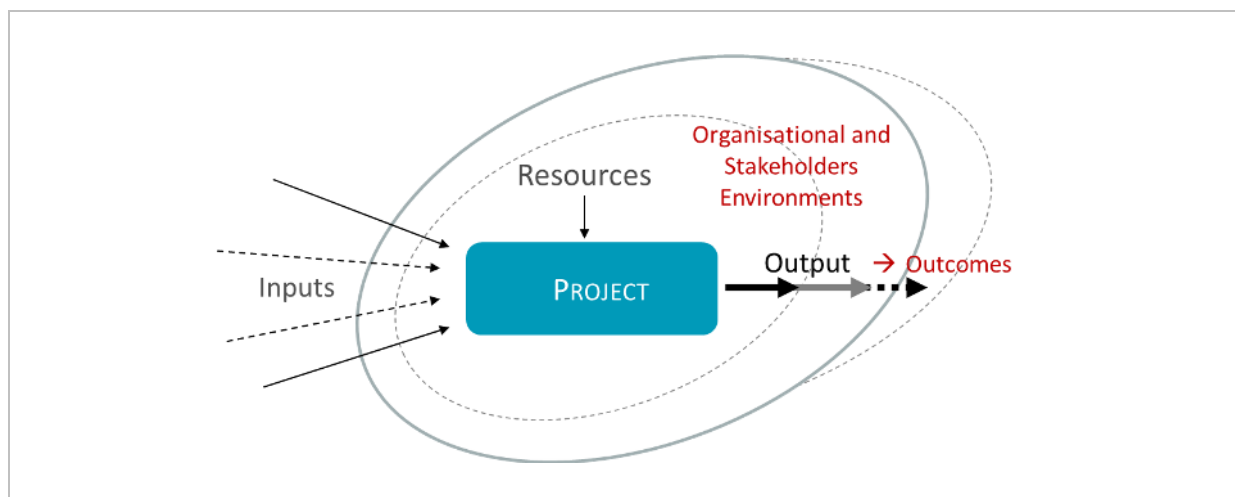 Organisational and
Stakeholders
Environments
Resources
Inputs
PROJECT
Output
→ Outcomes